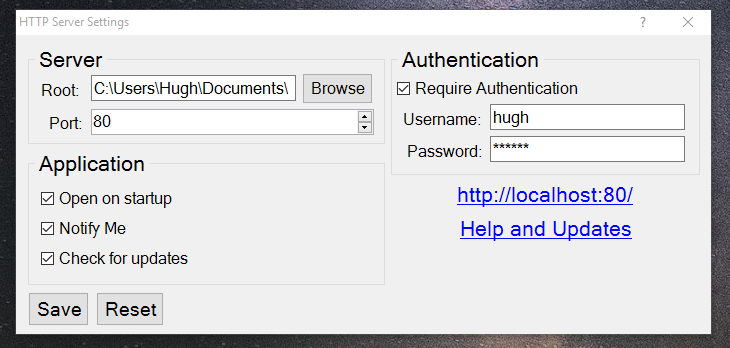 HTTP Server Settings
Server
Root: C:\Users\Hugh\Documents\ Browse
Port: 80
Application
Open on startup
Notify Me
Check for updates
Save Reset
Authentication
Require Authentication
Username: hugh
Password: ******
http://localhost:80/
Help and Updates